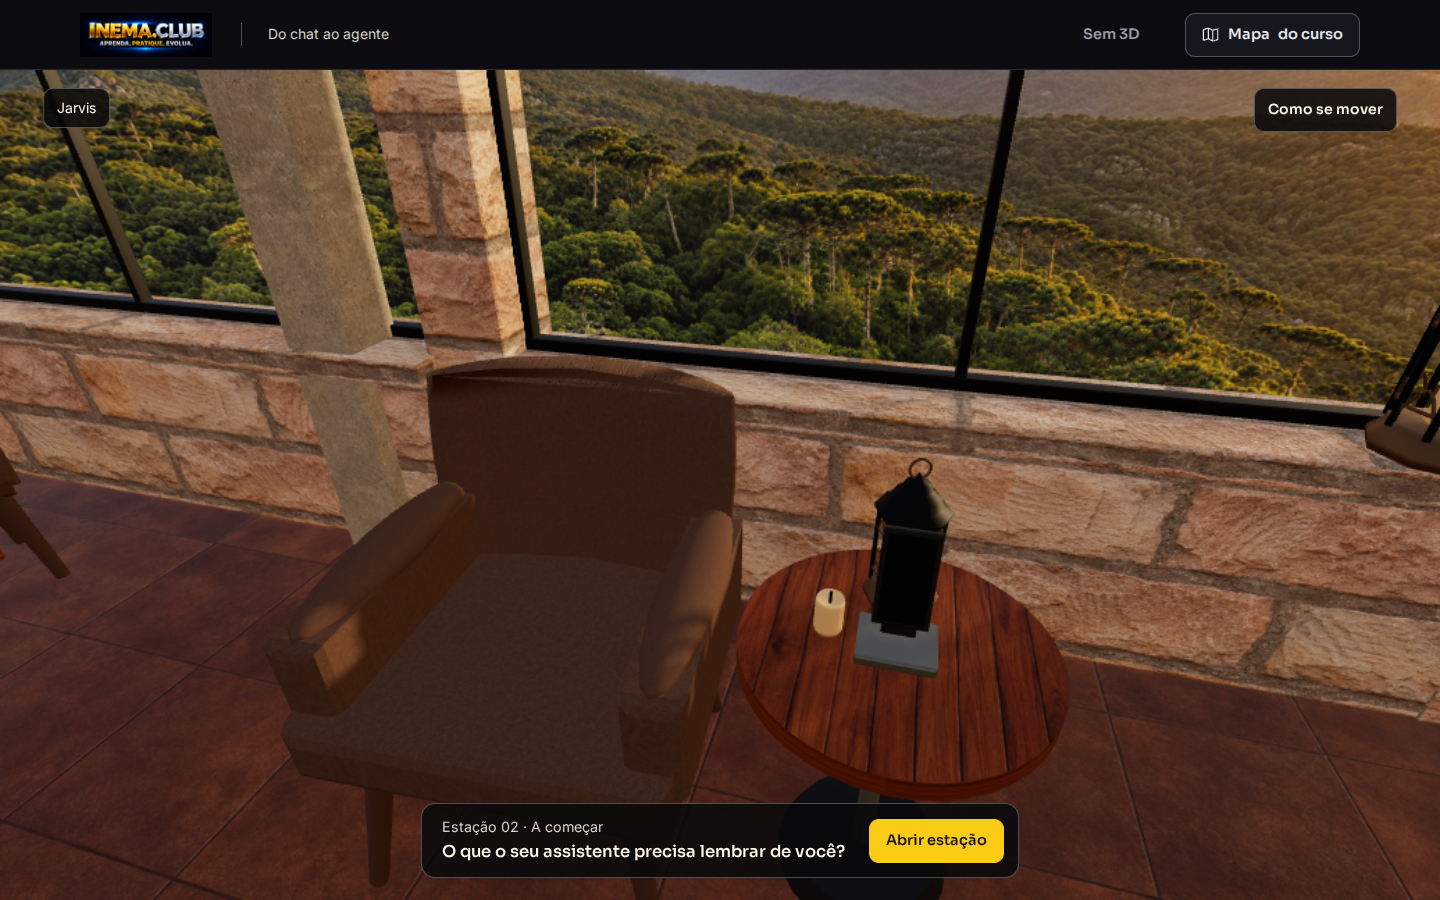 INEMA.CLUB
APRENDA. PRATIQUE. EVOLUA.
Do chat ao agente
Sem 3D
Mapa do curso
Jarvis
Como se mover
Estação 02 · A começar
O que o seu assistente precisa lembrar de você?
Abrir estação